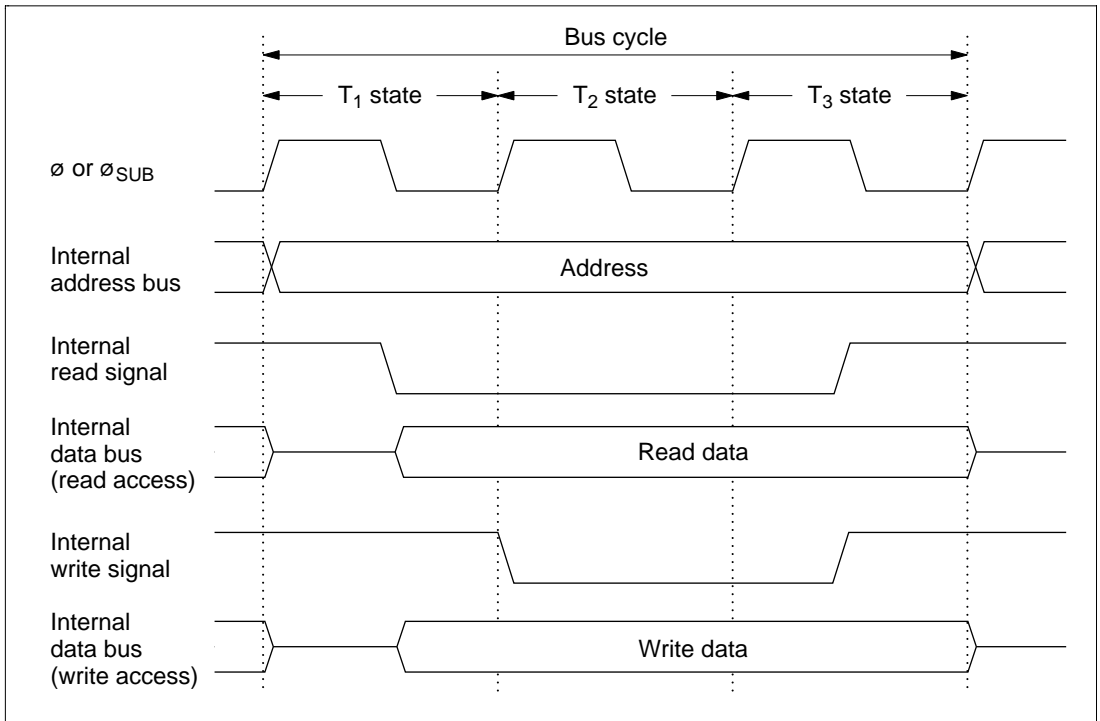 Bus cycle
T₁ state
T₂ state
T₃ state
ø or ø_SUB
Internal
address bus
Address
Internal
read signal
Internal
data bus
(read access)
Read data
Internal
write signal
Internal
data bus
(write access)
Write data